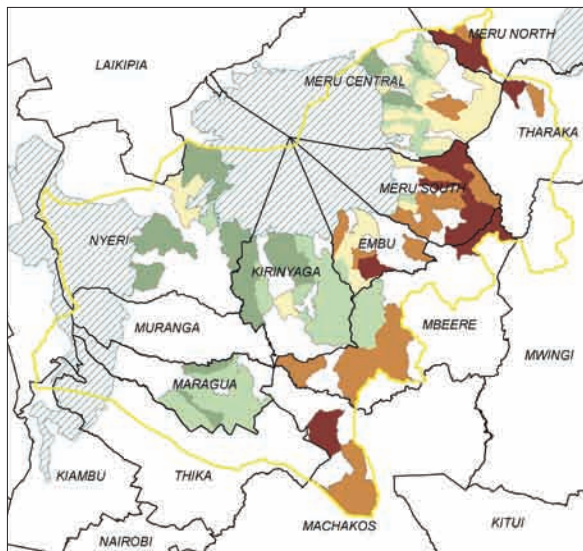 MERU NORTH
LAIKIPIA
MERU CENTRAL
THARAKA
MERU SOUTH
NYERI
EMBU
KIRINYAGA
MBEERE
MURANGA
MWINGI
MARAGUA
KIAMBU
THIKA
KITUI
MACHAKOS
NAIROBI